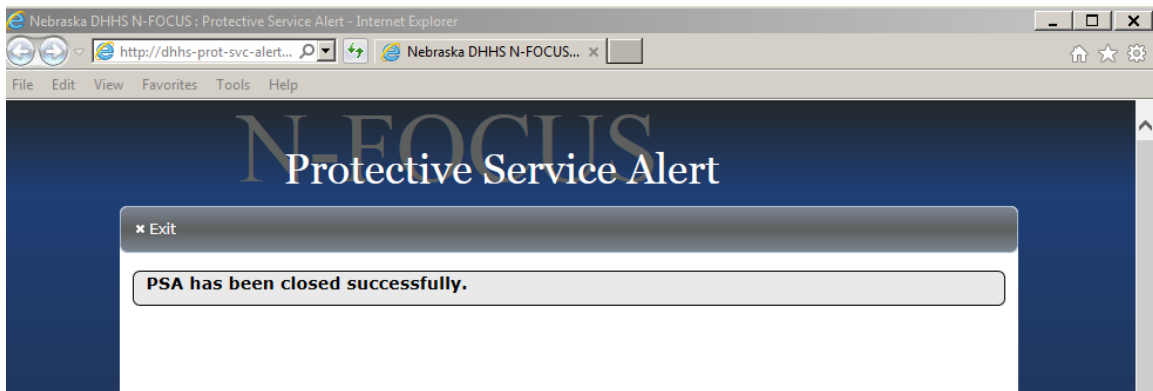 Nebraska DHHS N-FOCUS : Protective Service Alert - Internet Explorer
http://dhhs-prot-svc-alert... Nebraska DHHS N-FOCUS...
File Edit View Favorites Tools Help
N-FOCUS
Protective Service Alert
Exit
PSA has been closed successfully.